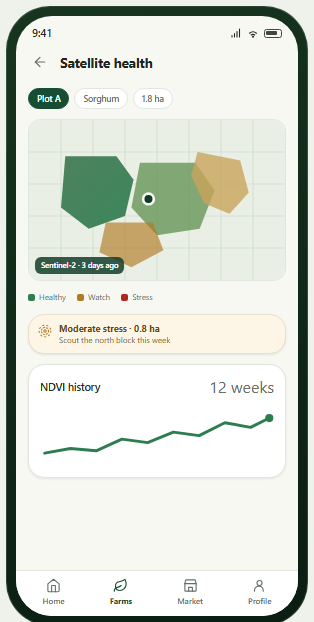 9:41
Satellite health
Plot A
Sorghum
1.8 ha
Sentinel-2 · 3 days ago
Healthy
Watch
Stress
Moderate stress · 0.8 ha
Scout the north block this week
NDVI history
12 weeks
Home
Farms
Market
Profile